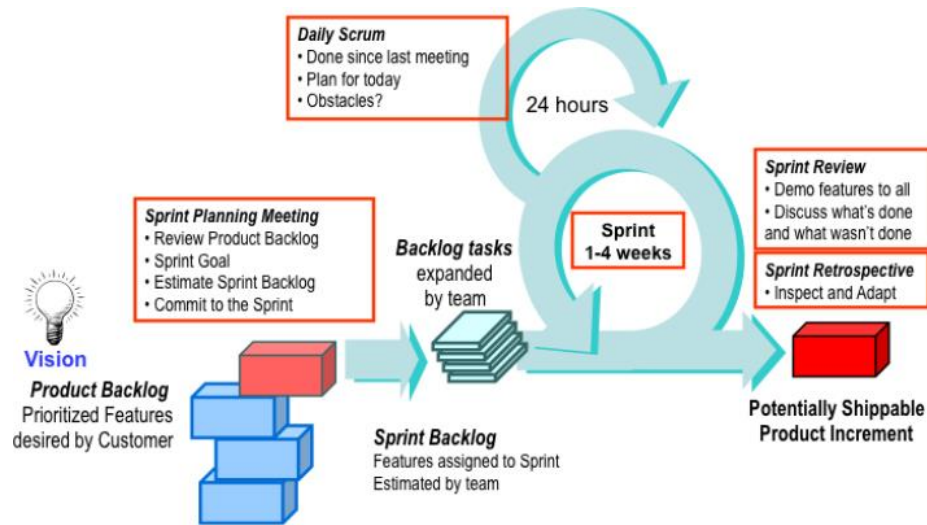 Daily Scrum
• Done since last meeting
• Plan for today
• Obstacles?
24 hours
Sprint Review
• Demo features to all
• Discuss what's done
and what wasn't done
Sprint Planning Meeting
• Review Product Backlog
• Sprint Goal
• Estimate Sprint Backlog
• Commit to the Sprint
Backlog tasks
expanded
by team
Sprint
1-4 weeks
Sprint Retrospective
• Inspect and Adapt
Vision
Product Backlog
Prioritized Features
desired by Customer
Sprint Backlog
Features assigned to Sprint
Estimated by team
Potentially Shippable
Product Increment